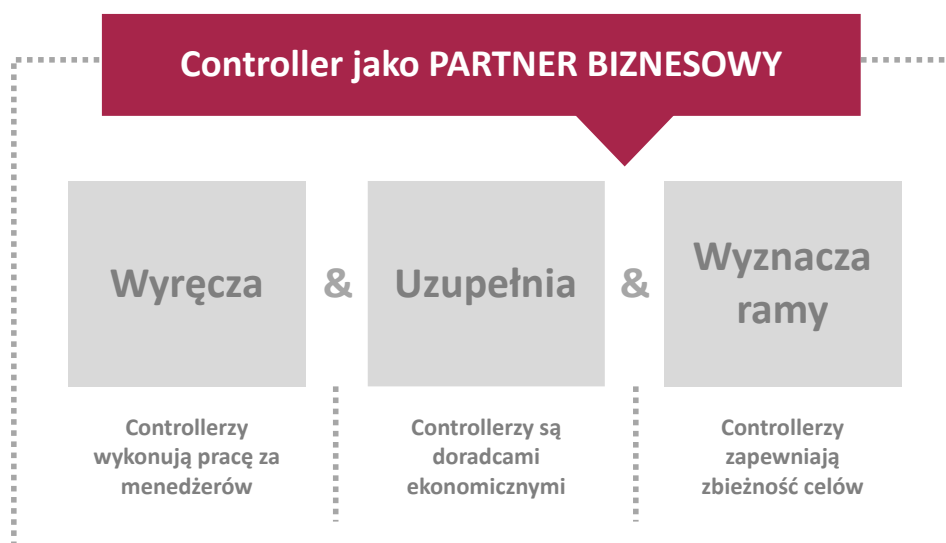 Controller jako PARTNER BIZNESOWY
Wyręcza
&
Uzupełnia
&
Wyznacza
ramy
Controllerzy
wykonują pracę za
menedżerów
Controllerzy są
doradcami
ekonomicznymi
Controllerzy
zapewniają
zbieżność celów